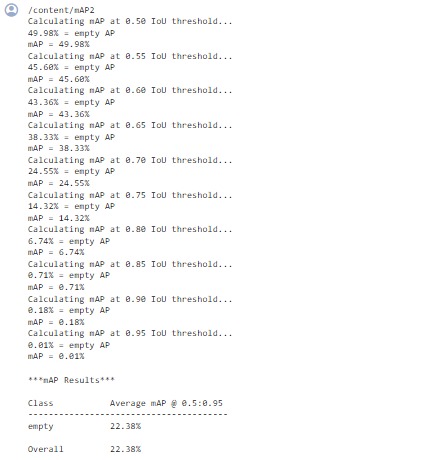 /content/mAP2
Calculating mAP at 0.50 IoU threshold...
49.98% = empty AP
mAP = 49.98%
Calculating mAP at 0.55 IoU threshold...
45.60% = empty AP
mAP = 45.60%
Calculating mAP at 0.60 IoU threshold...
43.36% = empty AP
mAP = 43.36%
Calculating mAP at 0.65 IoU threshold...
38.33% = empty AP
mAP = 38.33%
Calculating mAP at 0.70 IoU threshold...
24.55% = empty AP
mAP = 24.55%
Calculating mAP at 0.75 IoU threshold...
14.32% = empty AP
mAP = 14.32%
Calculating mAP at 0.80 IoU threshold...
6.74% = empty AP
mAP = 6.74%
Calculating mAP at 0.85 IoU threshold...
0.71% = empty AP
mAP = 0.71%
Calculating mAP at 0.90 IoU threshold...
0.18% = empty AP
mAP = 0.18%
Calculating mAP at 0.95 IoU threshold...
0.01% = empty AP
mAP = 0.01%
***mAP Results***
Class Average mAP @ 0.5:0.95
---------------------------------------
empty 22.38%
Overall 22.38%